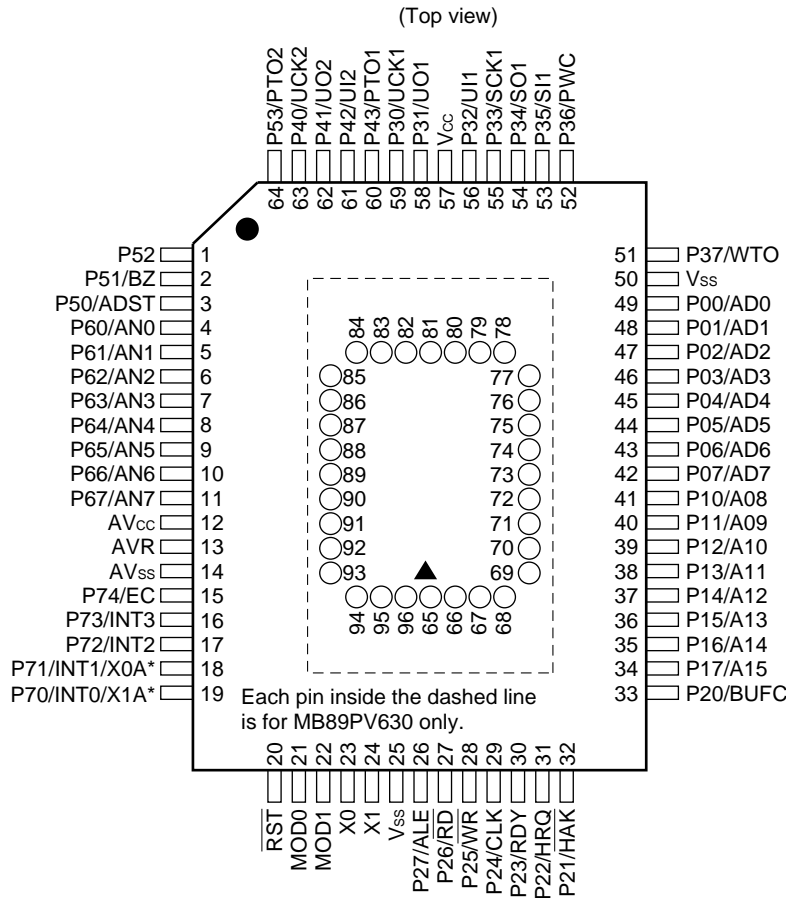 (Top view)
P53/PTO2
P40/UCK2
P41/UO2
P42/UI2
P43/PTO1
P30/UCK1
P31/UO1
Vcc
P32/UI1
P33/SCK1
P34/SO1
P35/SI1
P36/PWC
64
63
62
61
60
59
58
57
56
55
54
53
52
P52 1
P51/BZ 2
P50/ADST 3
P60/AN0 4
P61/AN1 5
P62/AN2 6
P63/AN3 7
P64/AN4 8
P65/AN5 9
P66/AN6 10
P67/AN7 11
AVcc 12
AVR 13
AVss 14
P74/EC 15
P73/INT3 16
P72/INT2 17
P71/INT1/X0A* 18
P70/INT0/X1A* 19
84
83
82
81
80
79
78
85
86
87
88
89
90
91
92
93
77
76
75
74
73
72
71
70
69
94
95
96
65
66
67
68
51 P37/WTO
50 Vss
49 P00/AD0
48 P01/AD1
47 P02/AD2
46 P03/AD3
45 P04/AD4
44 P05/AD5
43 P06/AD6
42 P07/AD7
41 P10/A08
40 P11/A09
39 P12/A10
38 P13/A11
37 P14/A12
36 P15/A13
35 P16/A14
34 P17/A15
33 P20/BUFC
Each pin inside the dashed line
is for MB89PV630 only.
20
21
22
23
24
25
26
27
28
29
30
31
32
RST
MOD0
MOD1
X0
X1
Vss
P27/ALE
P26/RD
P25/WR
P24/CLK
P23/RDY
P22/HRQ
P21/HAK